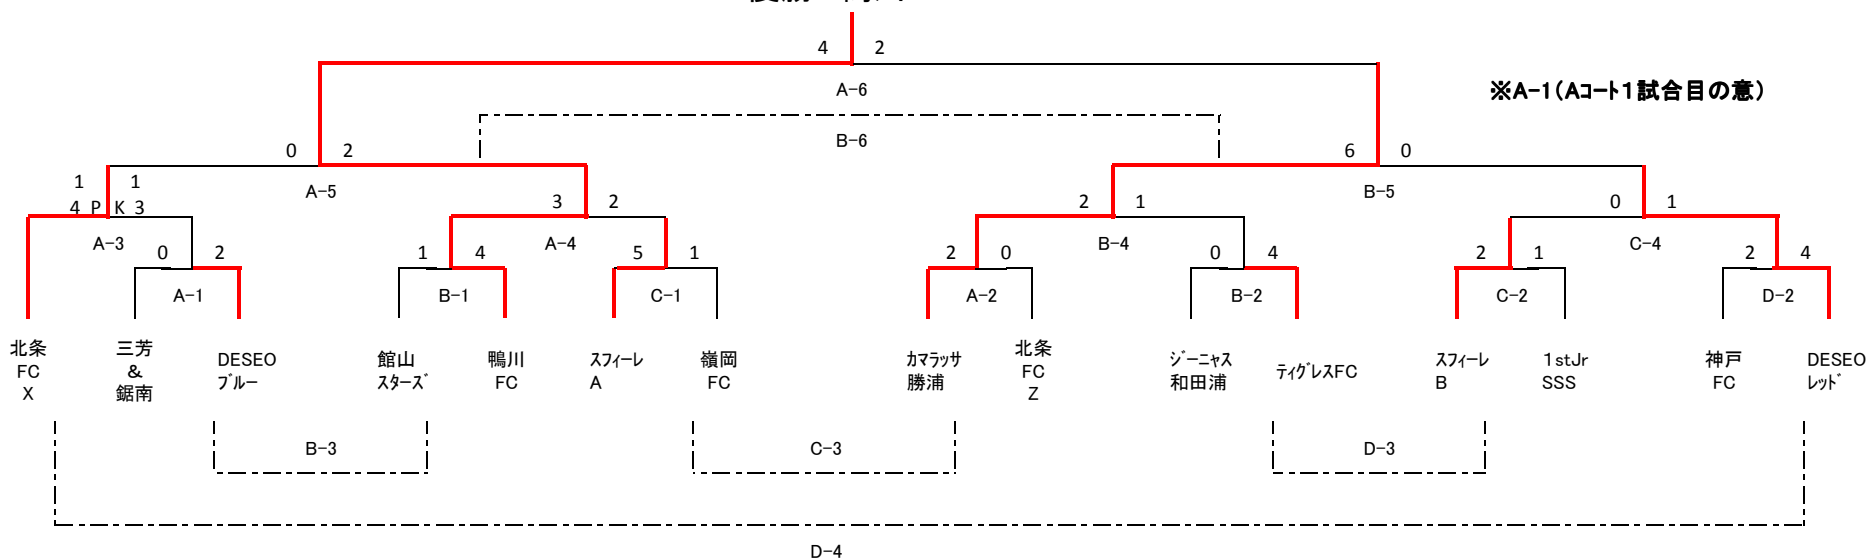 4 2
A-6
※A-1(Aコート1試合目の意)
B-6
0 2
6 0
A-5
B-5
1 1
4 P K 3
3 2
2 1
0 1
A-3
A-4
B-4
C-4
0 2
1 4
5 1
2 0
0 4
2 1
2 4
A-1
B-1
C-1
A-2
B-2
C-2
D-2
北条
FC
X
三芳
&
鋸南
DESEO
ブルー
館山
スターズ
鴨川
FC
スフィーレ
A
嶺岡
FC
カマラッサ
勝浦
北条
FC
Z
ジーニャス
和田浦
ティグレスFC
スフィーレ
B
1stJr
SSS
神戸
FC
DESEO
レッド
B-3
C-3
D-3
D-4